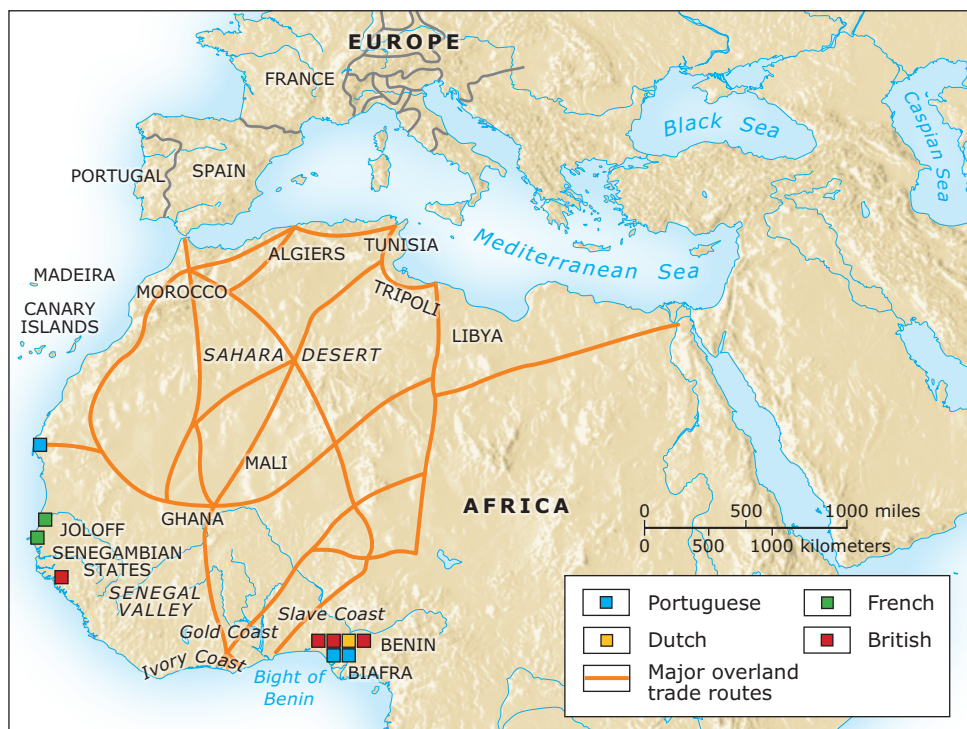 EUROPE
FRANCE
Black Sea
Caspian Sea
PORTUGAL
SPAIN
Mediterranean Sea
TUNISIA
ALGIERS
MADEIRA
MOROCCO
TRIPOLI
CANARY
ISLANDS
LIBYA
SAHARA DESERT
MALI
AFRICA
GHANA
0 500 1000 miles
0 500 1000 kilometers
JOLOFF
SENEGAMBIAN
STATES
SENEGAL
VALLEY
Slave Coast
Gold Coast
Ivory Coast
BENIN
BIAFRA
Bight of
Benin
Portuguese
French
Dutch
British
Major overland
trade routes